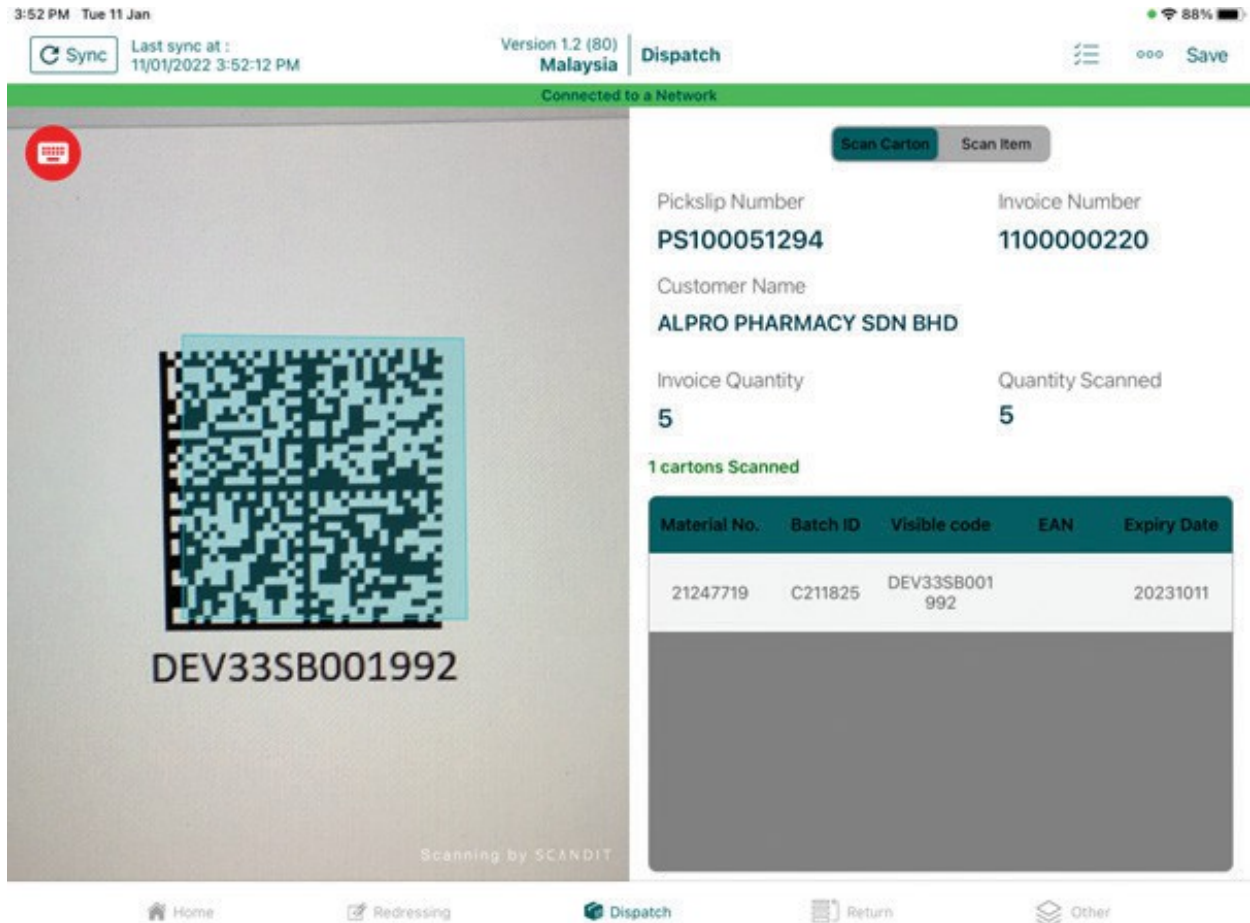 3:52 PM Tue 11 Jan
88%
Sync
Last sync at :
11/01/2022 3:52:12 PM
Version 1.2 (80)
Malaysia
Dispatch
Save
Connected to a Network
Scan Carton
Scan Item
Pickslip Number
Invoice Number
PS100051294
1100000220
Customer Name
ALPRO PHARMACY SDN BHD
Invoice Quantity
Quantity Scanned
5
5
1 cartons Scanned
Material No. Batch ID Visible code EAN Expiry Date
21247719 C211825 DEV33SB001 20231011
992
DEV33SB001992
Scanning by SCANDIT
Home
Redressing
Dispatch
Return
Other